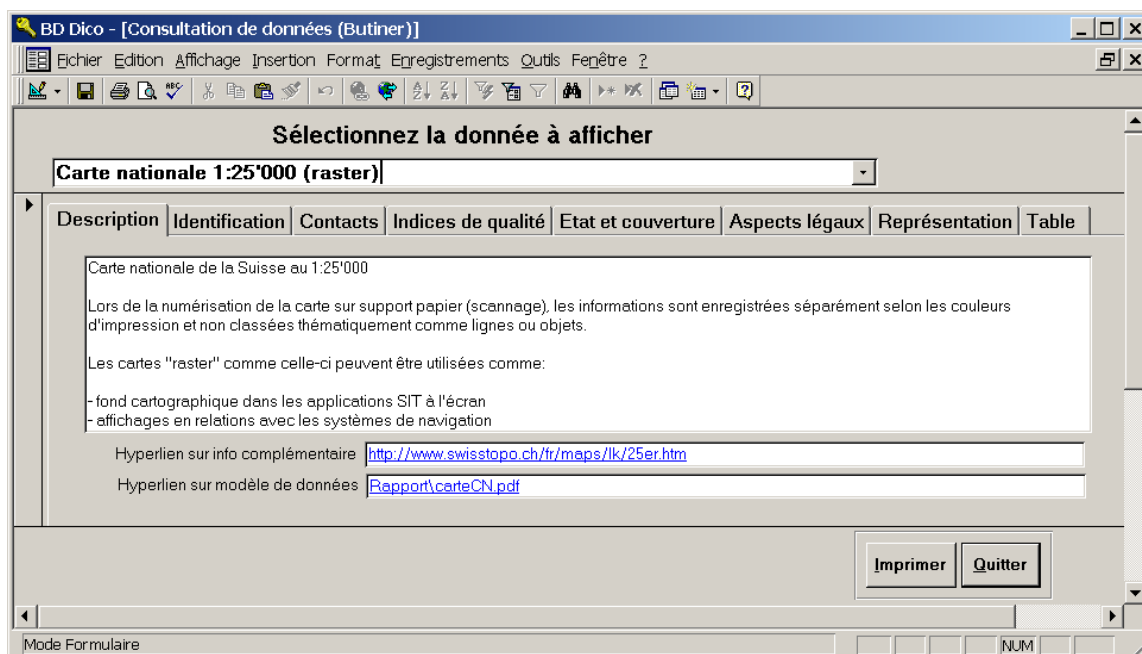 BD Dico - [Consultation de données (Butiner)]
Fichier Edition Affichage Insertion Format Enregistrements Outils Fenêtre ?
Sélectionnez la donnée à afficher
Carte nationale 1:25'000 (raster)
Description Identification Contacts Indices de qualité Etat et couverture Aspects légaux Représentation Table
Carte nationale de la Suisse au 1:25'000
Lors de la numérisation de la carte sur support papier (scannage), les informations sont enregistrées séparément selon les couleurs
d'impression et non classées thématiquement comme lignes ou objets.
Les cartes "raster" comme celle-ci peuvent être utilisées comme:
- fond cartographique dans les applications SIT à l'écran
- affichages en relations avec les systèmes de navigation
Hyperlien sur info complémentaire http://www.swisstopo.ch/fr/maps/lk/25er.htm
Hyperlien sur modèle de données Rapport\carteCN.pdf
Imprimer Quitter
Mode Formulaire NUM